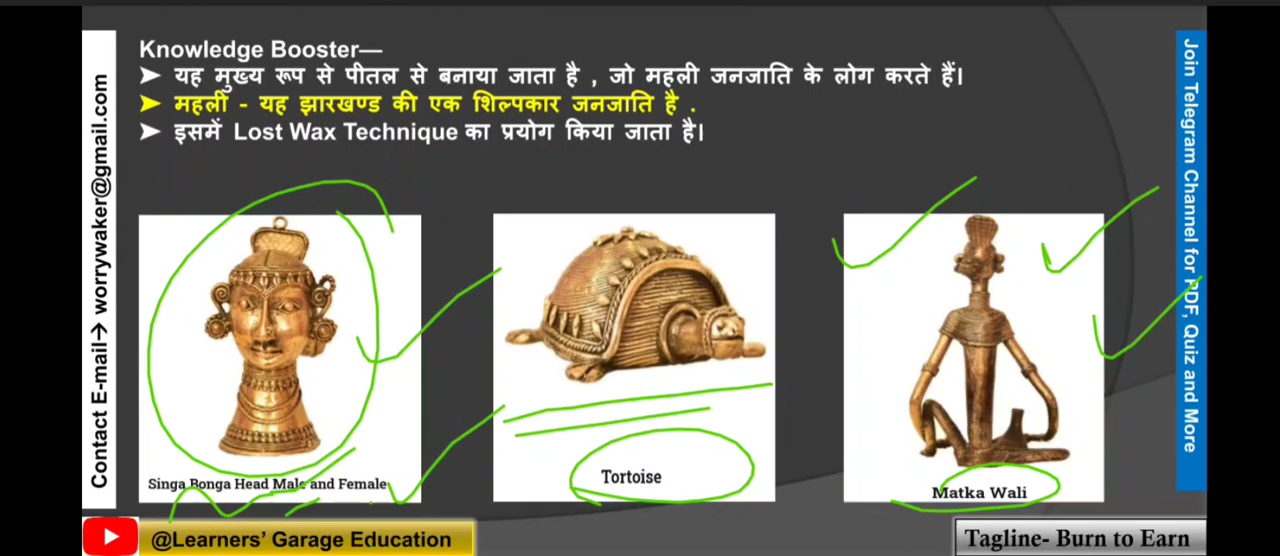 Knowledge Booster—
➤ यह मुख्य रूप से पीतल से बनाया जाता है , जो महली जनजाति के लोग करते हैं।
➤ महली - यह झारखण्ड की एक शिल्पकार जनजाति है .
➤ इसमें Lost Wax Technique का प्रयोग किया जाता है।
Contact E-mail→ worrywaker@gmail.com
Join Telegram Channel for PDF, Quiz and More
Singa Bonga Head Male and Female
Tortoise
Matka Wali
@Learners’ Garage Education
Tagline- Burn to Earn